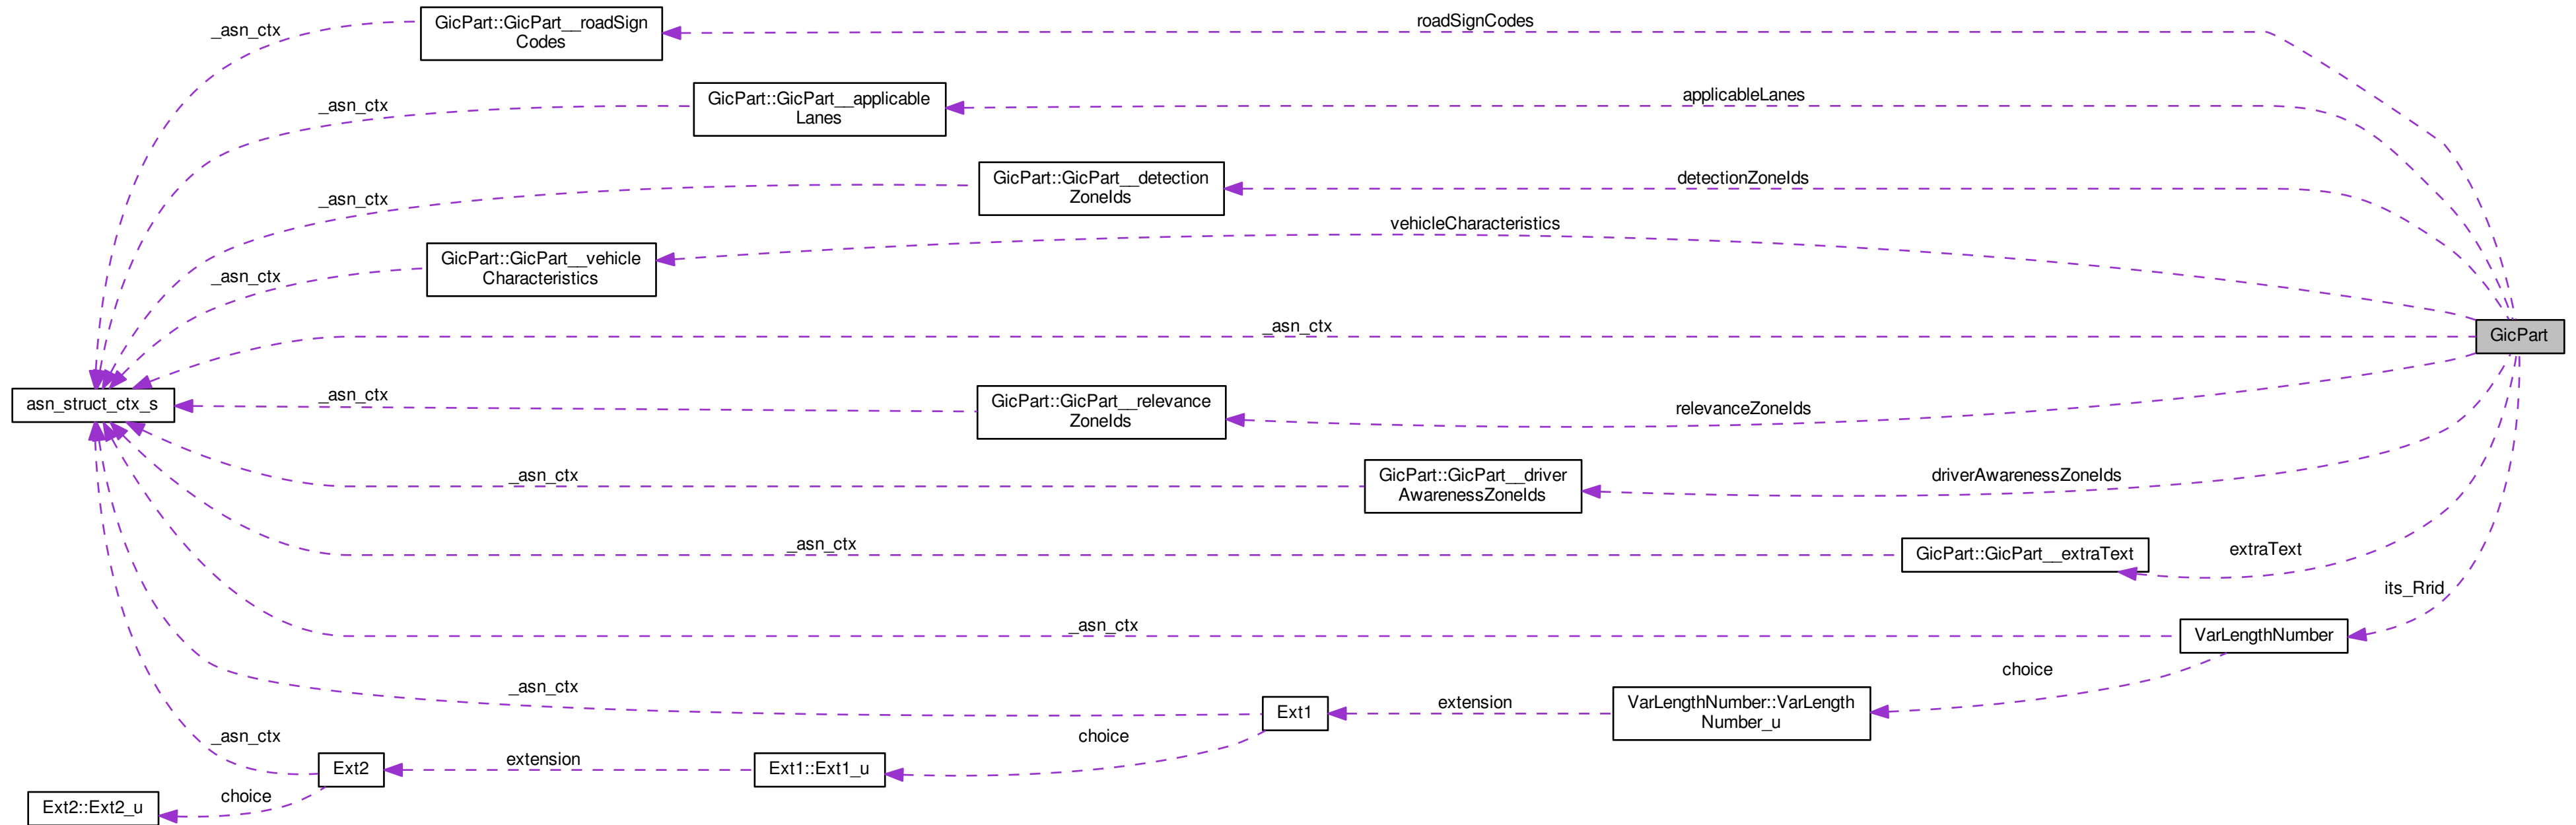 GicPart::GicPart__roadSign
Codes
roadSignCodes
_asn_ctx
GicPart::GicPart__applicable
Lanes
applicableLanes
_asn_ctx
GicPart::GicPart__detection
ZoneIds
detectionZoneIds
_asn_ctx
vehicleCharacteristics
GicPart::GicPart__vehicle
Characteristics
_asn_ctx
_asn_ctx
GicPart
asn_struct_ctx_s
_asn_ctx
GicPart::GicPart__relevance
ZoneIds
relevanceZoneIds
_asn_ctx
GicPart::GicPart__driver
AwarenessZoneIds
driverAwarenessZoneIds
_asn_ctx
GicPart::GicPart__extraText
extraText
its_Rrid
_asn_ctx
VarLengthNumber
choice
_asn_ctx
Ext1
extension
VarLengthNumber::VarLength
Number_u
choice
_asn_ctx
Ext2
extension
Ext1::Ext1_u
choice
Ext2::Ext2_u